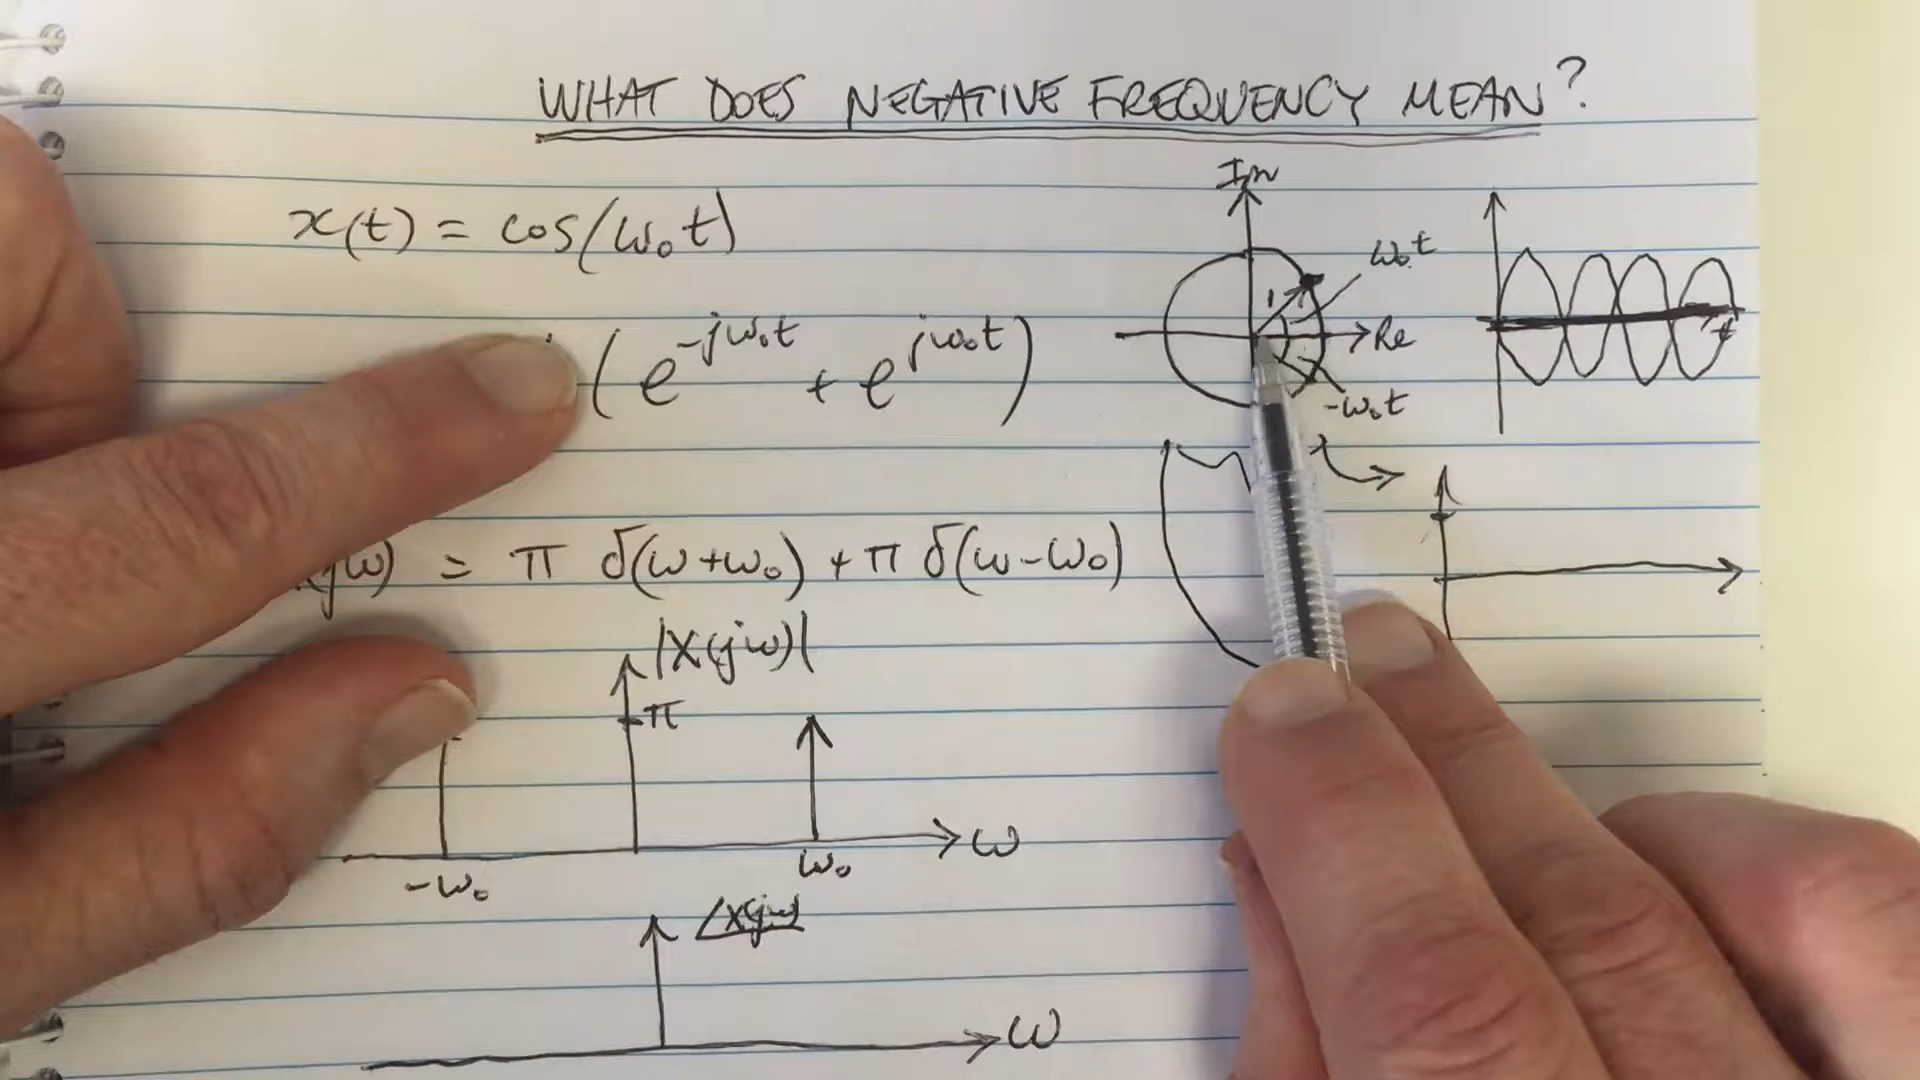 WHAT DOES NEGATIVE FREQUENCY MEAN?
x(t) = cos(ω₀t)
(e^{-jω₀t} + e^{jω₀t})
(jω) = π δ(ω+ω₀) + π δ(ω-ω₀)
|X(jω)|
π
-ω₀
ω₀
ω
∠X(jω)
ω
Im
ω₀t
1
Re
-ω₀t
t